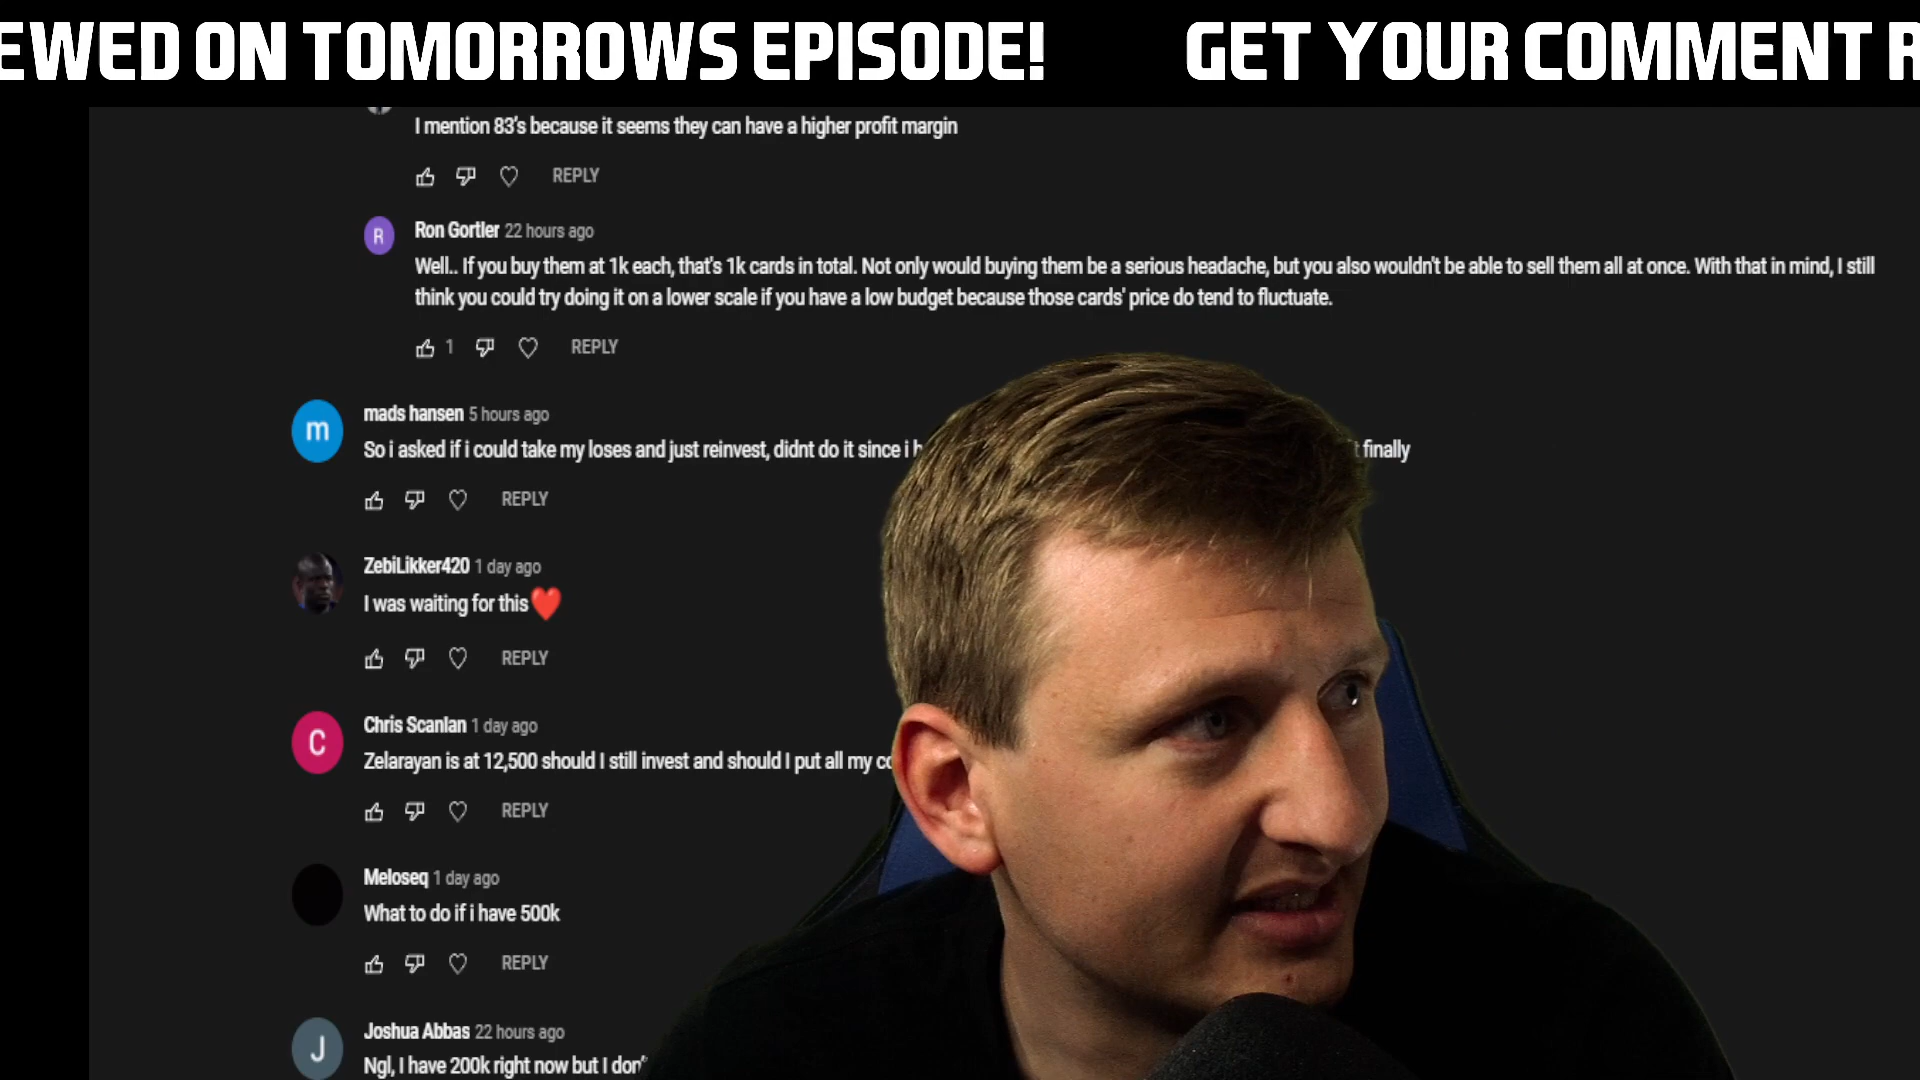 EWED ON TOMORROWS EPISODE! GET YOUR COMMENT R
I mention 83's because it seems they can have a higher profit margin
REPLY
R
Ron Gortler 22 hours ago
Well.. If you buy them at 1k each, that's 1k cards in total. Not only would buying them be a serious headache, but you also wouldn't be able to sell them all at once. With that in mind, I still
think you could try doing it on a lower scale if you have a low budget because those cards' price do tend to fluctuate.
1 REPLY
m
mads hansen 5 hours ago
So i asked if i could take my loses and just reinvest, didnt do it since i h t finally
REPLY
ZebiLikker420 1 day ago
I was waiting for this❤️
REPLY
C
Chris Scanlan 1 day ago
Zelarayan is at 12,500 should I still invest and should I put all my co
REPLY
Meloseq 1 day ago
What to do if i have 500k
REPLY
J
Joshua Abbas 22 hours ago
Ngl, I have 200k right now but I don'